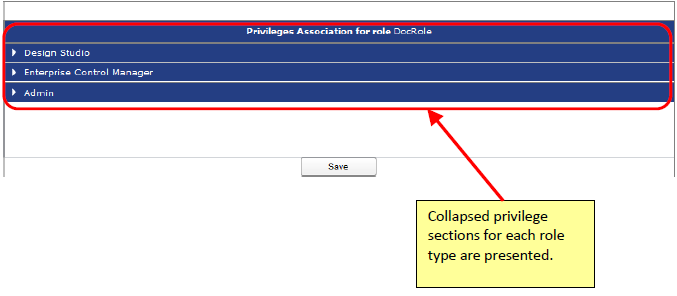 Privileges Association for role DocRole
Design Studio
Enterprise Control Manager
Admin
Save
Collapsed privilege
sections for each role
type are presented.